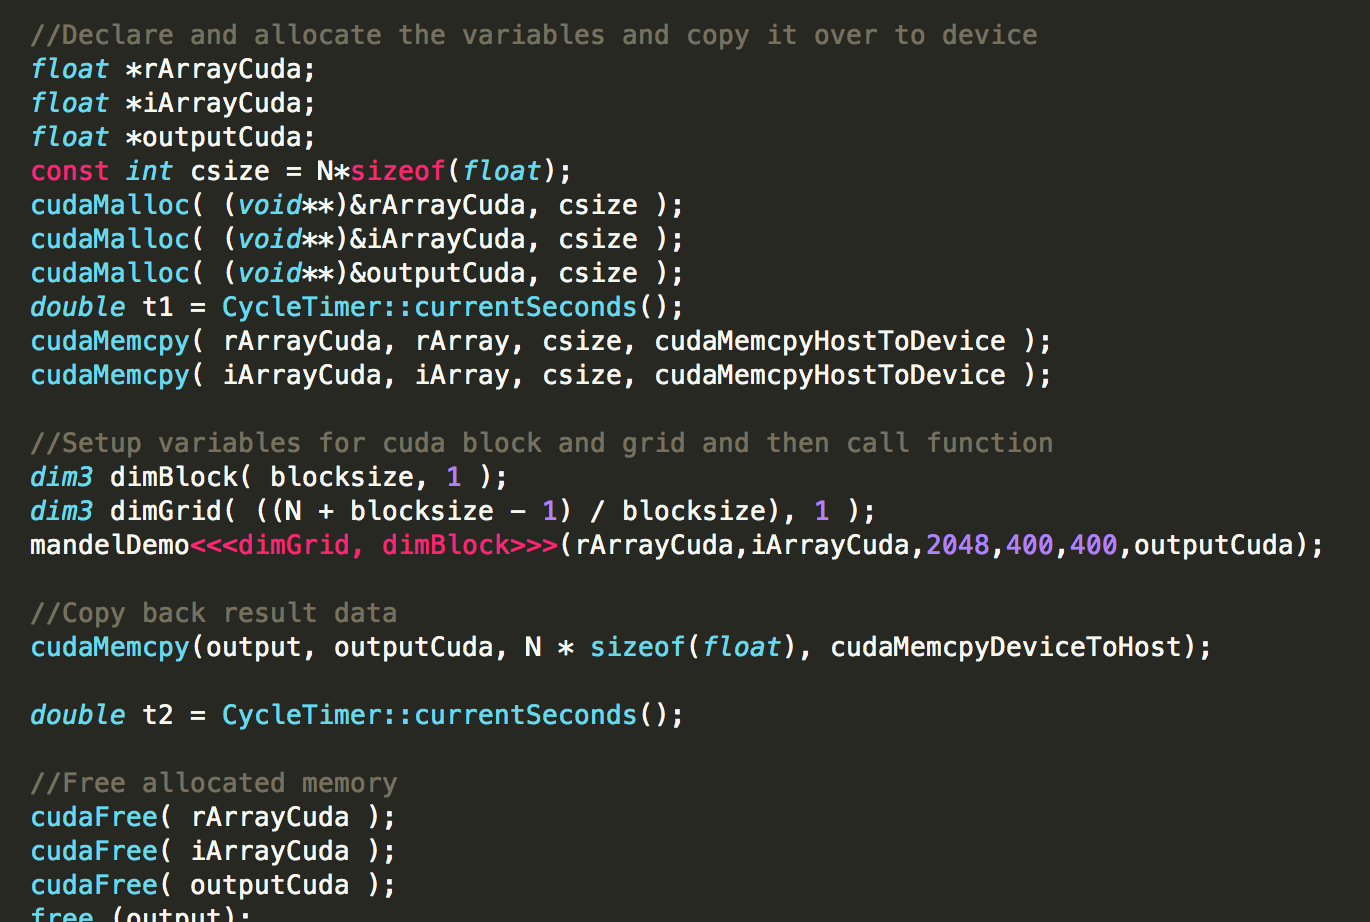 //Declare and allocate the variables and copy it over to device
float *rArrayCuda;
float *iArrayCuda;
float *outputCuda;
const int csize = N*sizeof(float);
cudaMalloc( (void**)&rArrayCuda, csize );
cudaMalloc( (void**)&iArrayCuda, csize );
cudaMalloc( (void**)&outputCuda, csize );
double t1 = CycleTimer::currentSeconds();
cudaMemcpy( rArrayCuda, rArray, csize, cudaMemcpyHostToDevice );
cudaMemcpy( iArrayCuda, iArray, csize, cudaMemcpyHostToDevice );
//Setup variables for cuda block and grid and then call function
dim3 dimBlock( blocksize, 1 );
dim3 dimGrid( ((N + blocksize - 1) / blocksize), 1 );
mandelDemo<<<dimGrid, dimBlock>>>(rArrayCuda,iArrayCuda,2048,400,400,outputCuda);
//Copy back result data
cudaMemcpy(output, outputCuda, N * sizeof(float), cudaMemcpyDeviceToHost);
double t2 = CycleTimer::currentSeconds();
//Free allocated memory
cudaFree( rArrayCuda );
cudaFree( iArrayCuda );
cudaFree( outputCuda );
free (output);